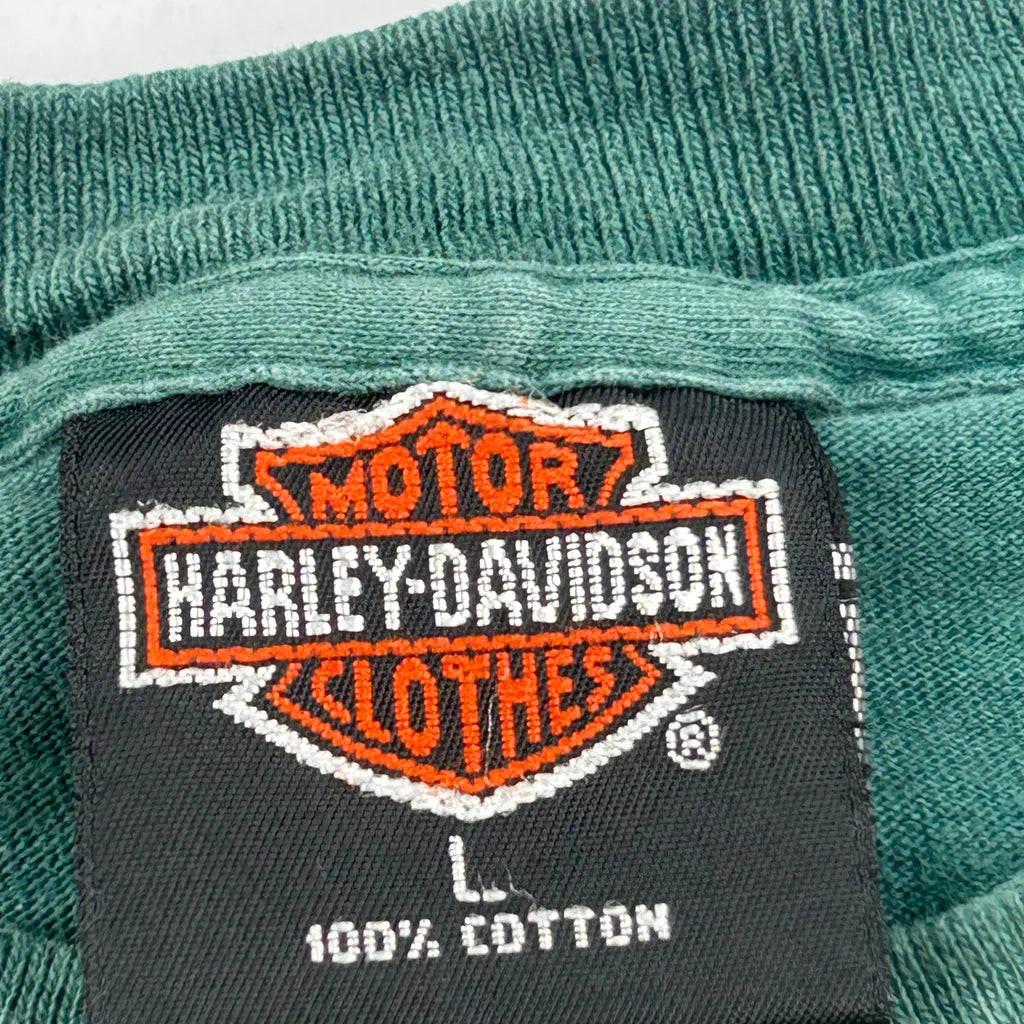 MOTOR
HARLEY-DAVIDSON
CLOTHES
®
L
100% COTTON